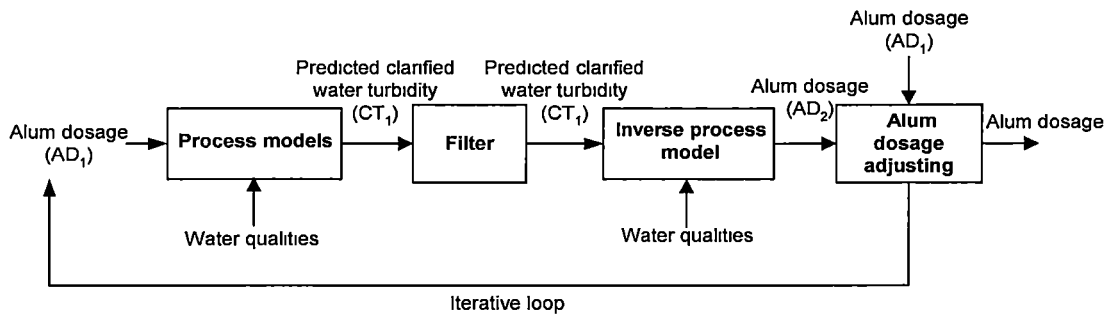 Alum dosage
(AD1)
Process models
Water qualities
Predicted clarified
water turbidity
(CT1)
Filter
Predicted clarified
water turbidity
(CT1)
Inverse process
model
Water qualities
Alum dosage
(AD2)
Alum dosage
(AD1)
Alum
dosage
adjusting
Alum dosage
Iterative loop